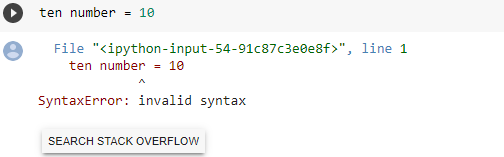 ten number = 10
File "<ipython-input-54-91c87c3e0e8f>", line 1
ten number = 10
^
SyntaxError: invalid syntax
SEARCH STACK OVERFLOW